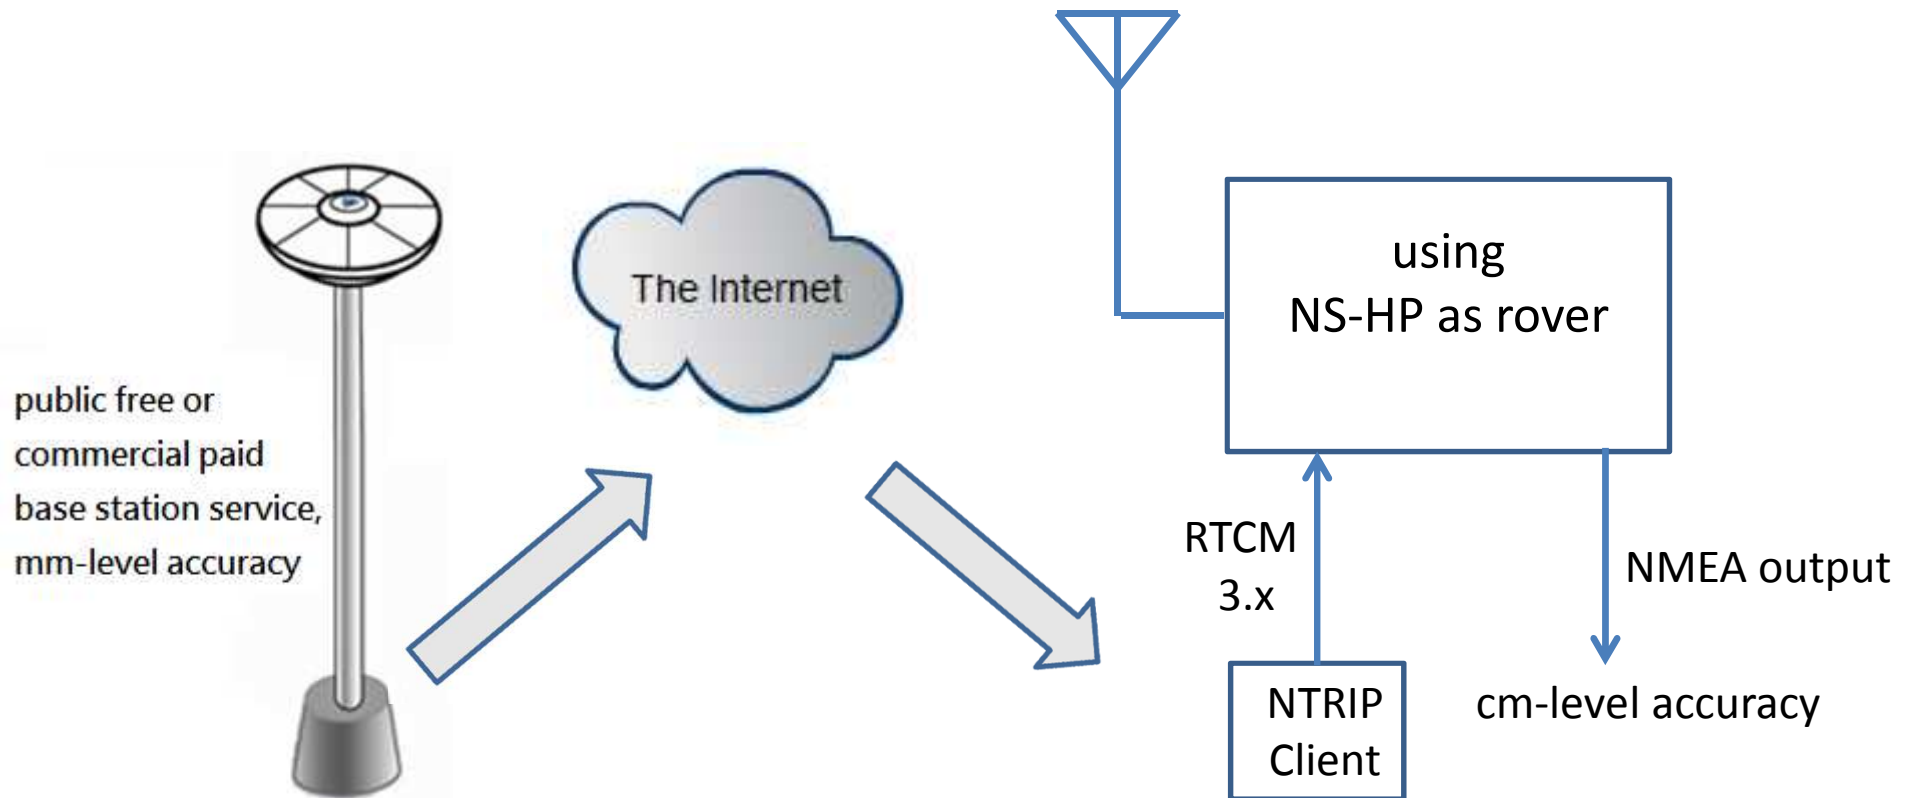 public free or
commercial paid
base station service,
mm-level accuracy
The Internet
using
NS-HP as rover
RTCM
3.x
NMEA output
NTRIP
Client
cm-level accuracy